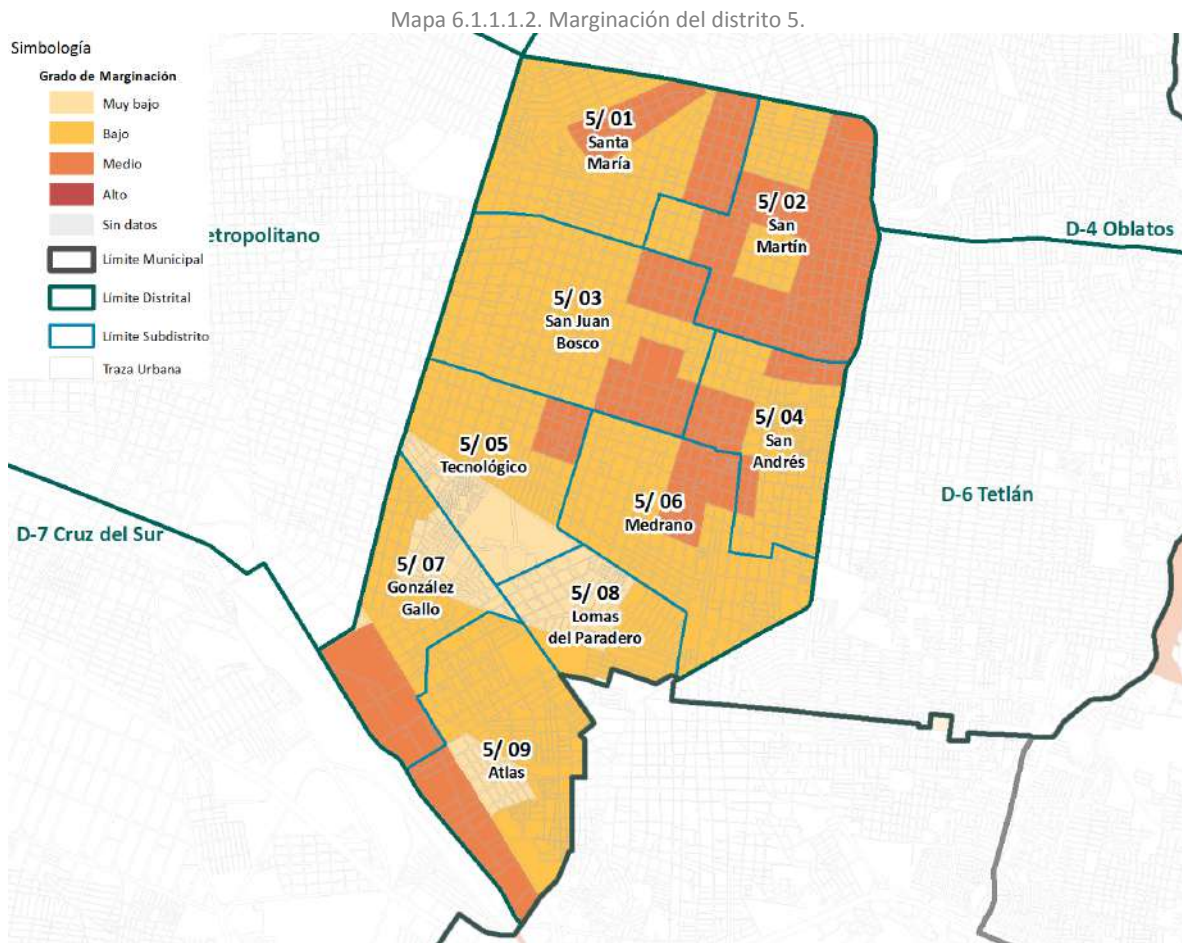 Mapa 6.1.1.1.2. Marginación del distrito 5.
Simbología
Grado de Marginación
Muy bajo
Bajo
Medio
Alto
Sin datos
Límite Municipal
Límite Distrital
Límite Subdistrito
Traza Urbana
etropolitano
D-4 Oblatos
D-6 Tetlán
D-7 Cruz del Sur
5/ 01
Santa
María
5/ 02
San
Martín
5/ 03
San Juan
Bosco
5/ 04
San
Andrés
5/ 05
Tecnológico
5/ 06
Medrano
5/ 07
González
Gallo
5/ 08
Lomas
del Paradero
5/ 09
Atlas